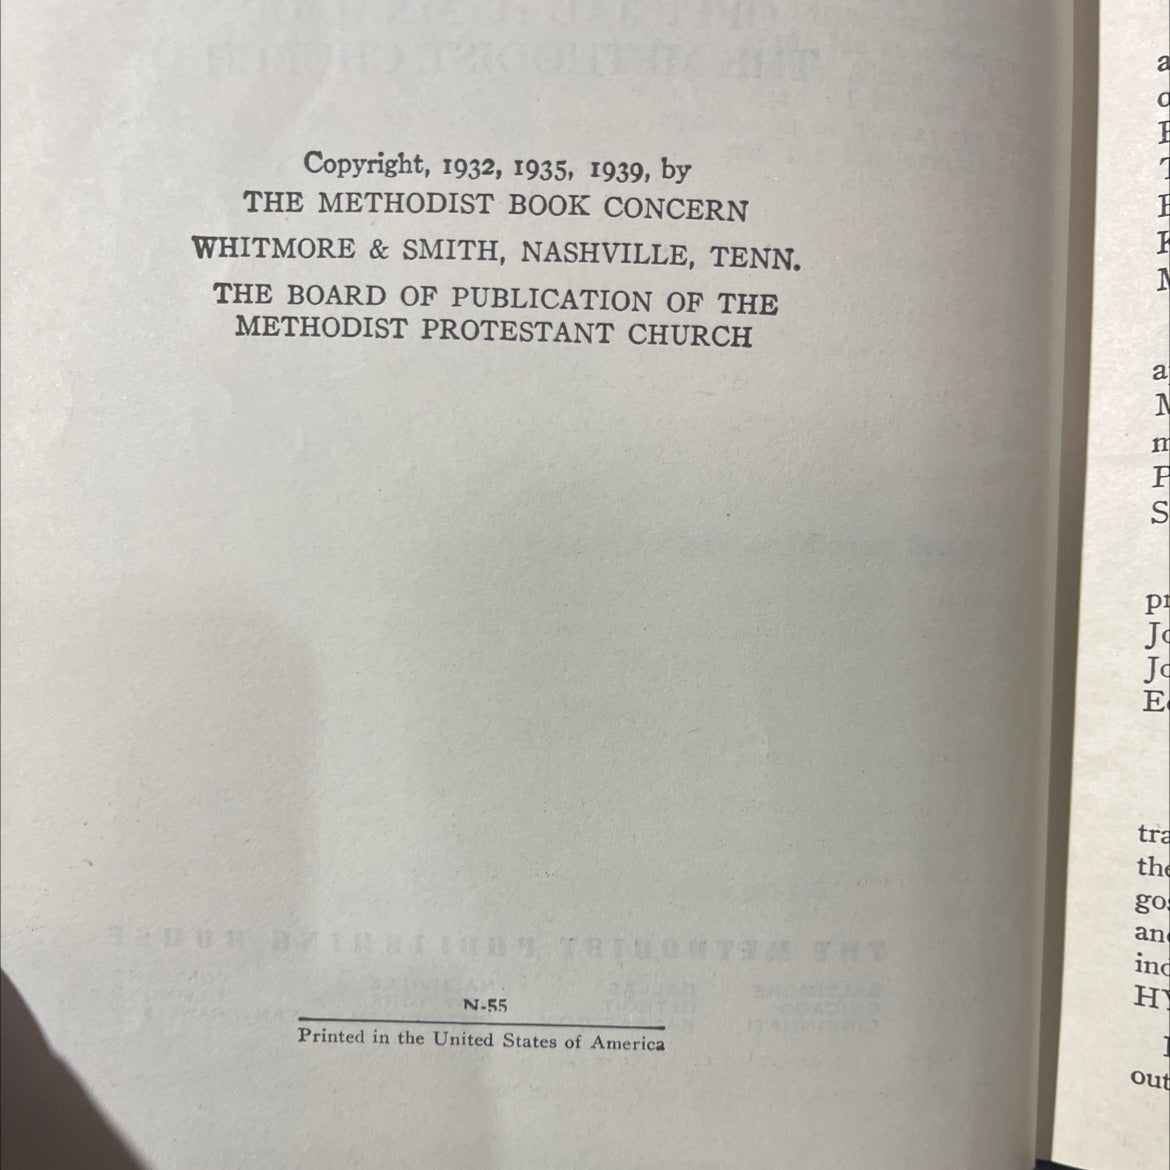 Copyright, 1932, 1935, 1939, by
THE METHODIST BOOK CONCERN
WHITMORE & SMITH, NASHVILLE, TENN.
THE BOARD OF PUBLICATION OF THE
METHODIST PROTESTANT CHURCH
N-55
Printed in the United States of America
out